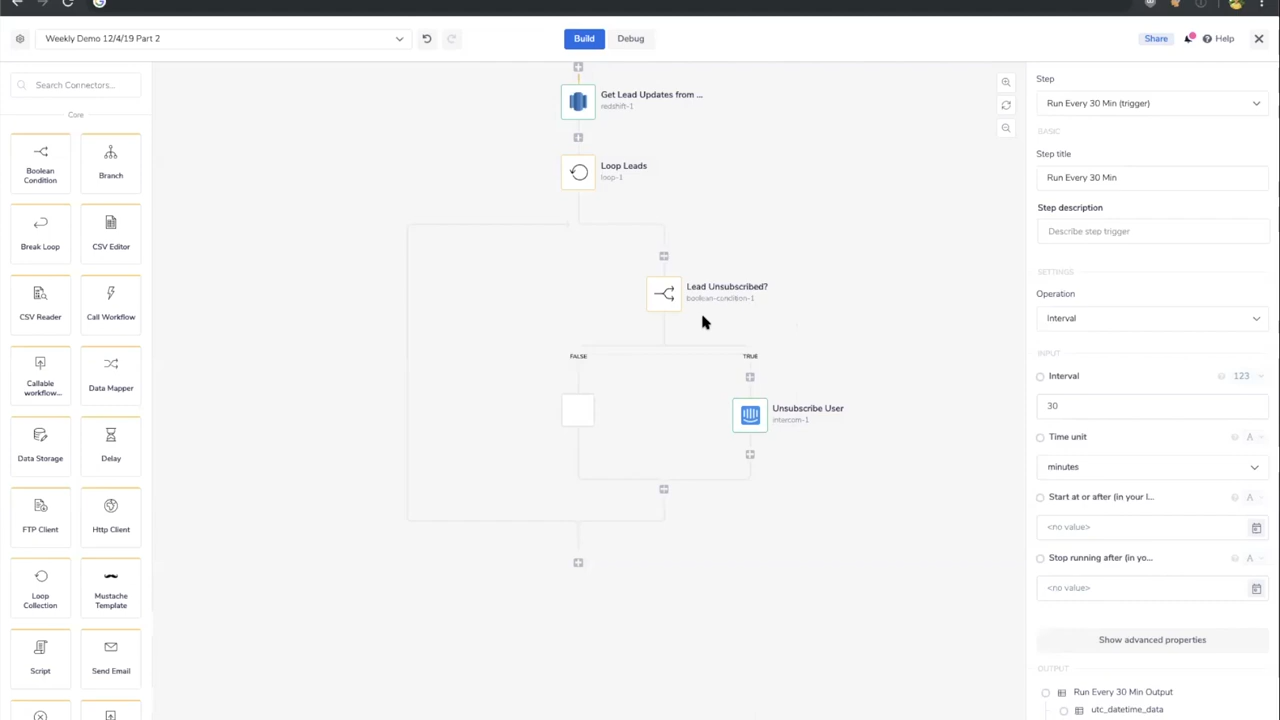 Weekly Demo 12/4/19 Part 2
Build
Debug
Share
Help
Search Connectors...
Core
Boolean Condition
Branch
Break Loop
CSV Editor
CSV Reader
Call Workflow
Callable workflow...
Data Mapper
Data Storage
Delay
FTP Client
Http Client
Loop Collection
Mustache Template
Script
Send Email
Get Lead Updates from ...
redshift-1
Loop Leads
loop-1
Lead Unsubscribed?
boolean-condition-1
FALSE
TRUE
Unsubscribe User
intercom-1
Step
Run Every 30 Min (trigger)
BASIC
Step title
Run Every 30 Min
Step description
Describe step trigger
SETTINGS
Operation
Interval
INPUT
Interval
123
30
Time unit
A
minutes
Start at or after (in your l...
A
<no value>
Stop running after (in yo...
A
<no value>
Show advanced properties
OUTPUT
Run Every 30 Min Output
utc_datetime_data